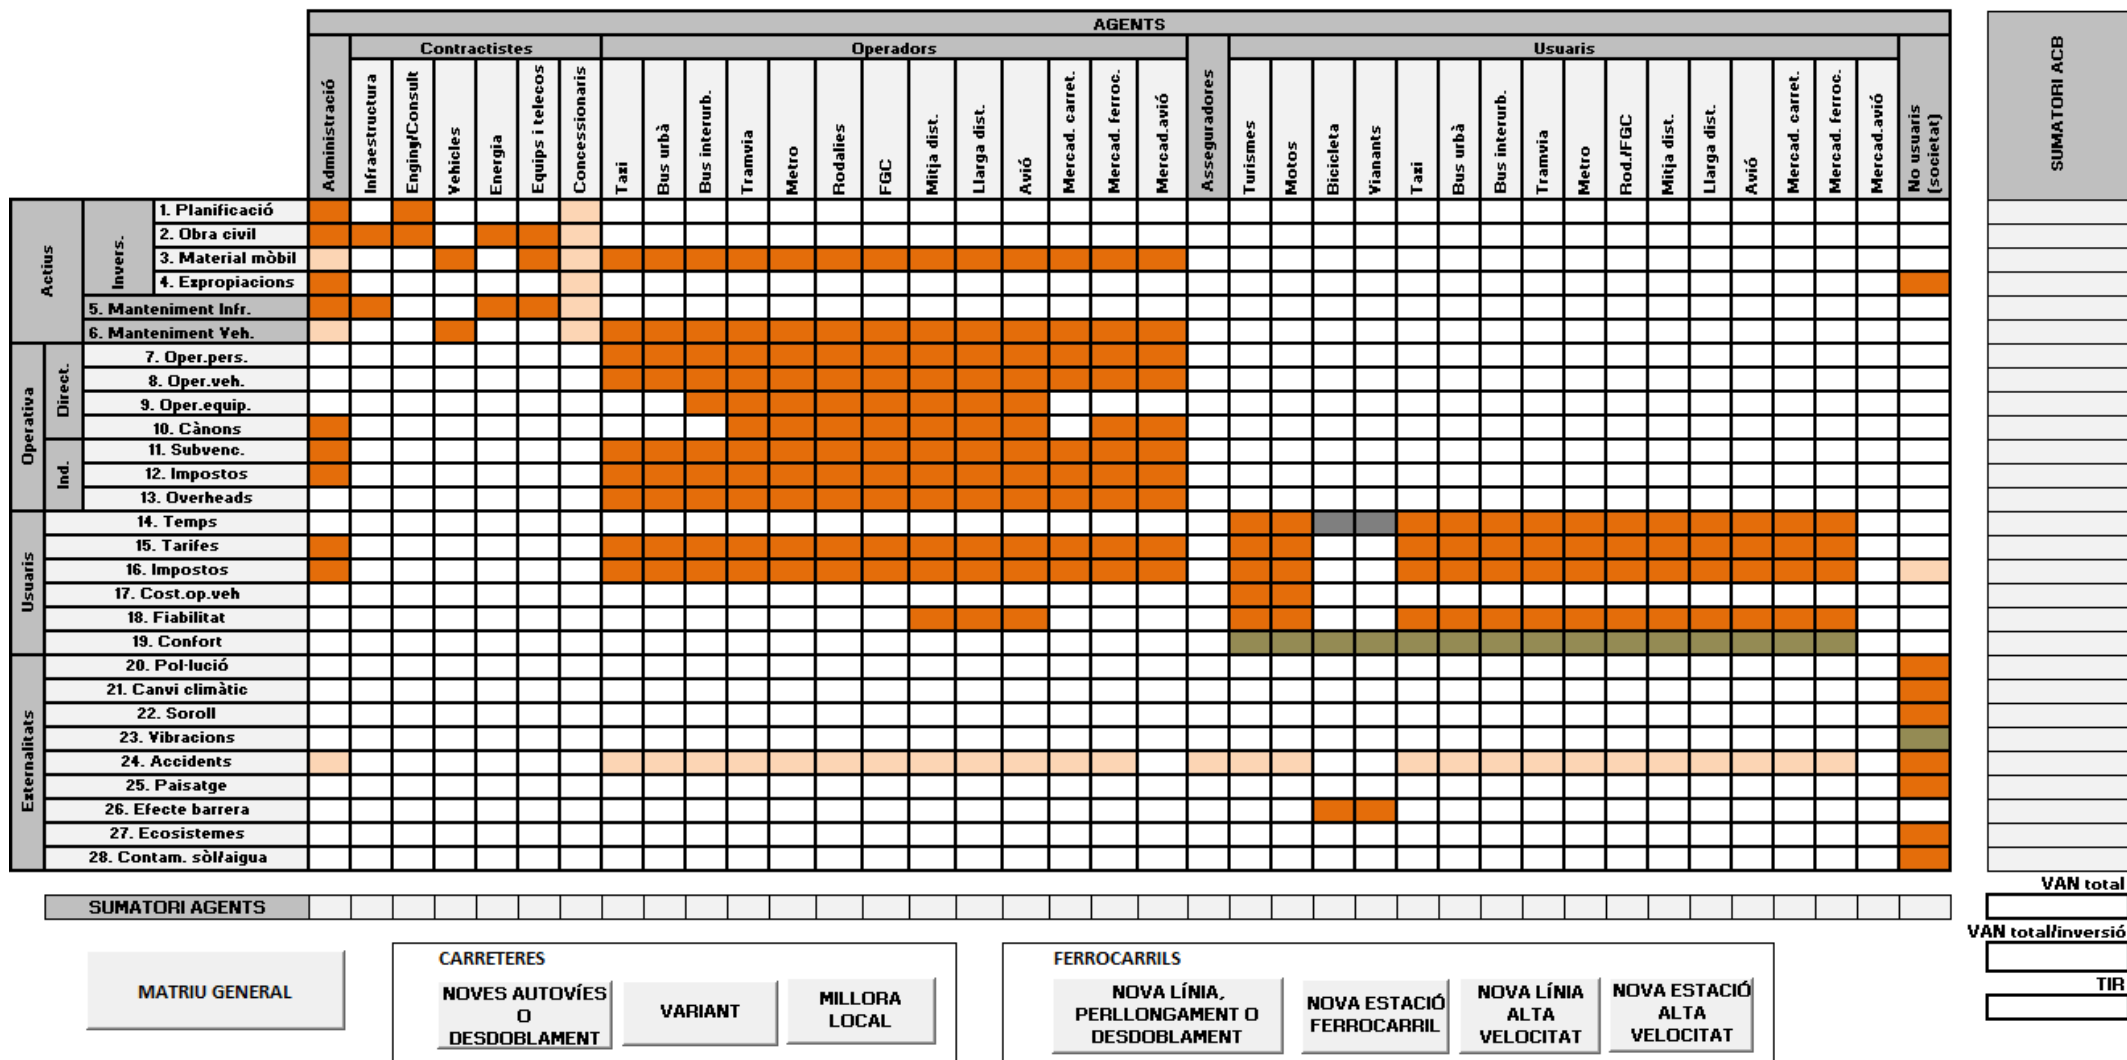 AGENTS
Contractistes
Operadors
Usuaris
Administració
Infraestructura
Enging/Consult
Vehicles
Energia
Equips i telecos
Concessionaris
Taxi
Bus urbà
Bus interurb.
Tramvia
Metro
Rodalies
FGC
Mitja dist.
Llarga dist.
Avió
Mercad. carret.
Mercad. ferroc.
Mercad.avió
Asseguradores
Turismes
Motos
Bicicleta
Vianants
Taxi
Bus urbà
Bus interurb.
Tramvia
Metro
Rod./FGC
Mitja dist.
Llarga dist.
Avió
Mercad. carret.
Mercad. ferroc.
Mercad.avió
No usuaris
(societat)
SUMATORI ACB
Actius
Invers.
1. Planificació
2. Obra civil
3. Material mòbil
4. Expropiacions
5. Manteniment Infr.
6. Manteniment Veh.
Operativa
Direct.
7. Oper.pers.
8. Oper.veh.
9. Oper.equip.
10. Cànons
Ind.
11. Subvenc.
12. Impostos
13. Overheads
Usuaris
14. Temps
15. Tarifes
16. Impostos
17. Cost.op.veh
18. Fiabilitat
19. Confort
Externalitats
20. Pol·lució
21. Canvi climàtic
22. Soroll
23. Vibracions
24. Accidents
25. Paisatge
26. Efecte barrera
27. Ecosistemes
28. Contam. sòl/aigua
SUMATORI AGENTS
VAN total
VAN total/inversió
TIR
MATRIU GENERAL
CARRETERES
NOVES AUTOVÍES
O
DESDOBLAMENT
VARIANT
MILLORA
LOCAL
FERROCARRILS
NOVA LÍNIA,
PERLLONGAMENT O
DESDOBLAMENT
NOVA ESTACIÓ
FERROCARRIL
NOVA LÍNIA
ALTA
VELOCITAT
NOVA ESTACIÓ
ALTA
VELOCITAT